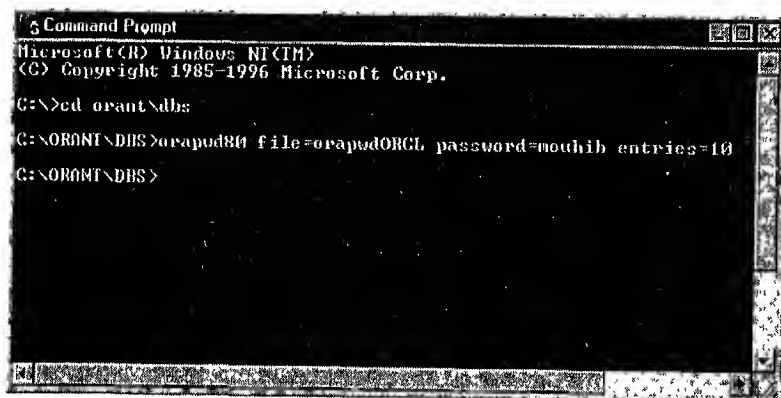 Command Prompt
Microsoft(R) Windows NT(TM)
(C) Copyright 1985-1996 Microsoft Corp.
C:\>cd orant\dbs
C:\ORANT\DBS>orapwd80 file=orapwdORCL password=mouhib entries=10
C:\ORANT\DBS>